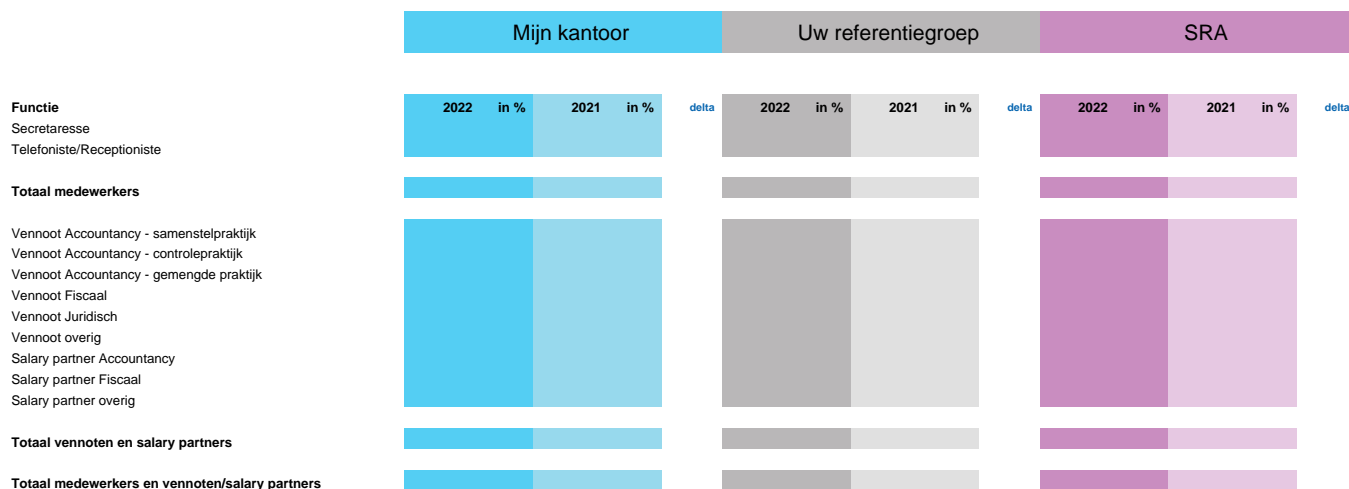 Mijn kantoor Uw referentiegroep SRA
Functie 2022 in % 2021 in % delta 2022 in % 2021 in % delta 2022 in % 2021 in % delta
Secretaresse
Telefoniste/Receptioniste
Totaal medewerkers
Vennoot Accountancy - samenstelpraktijk
Vennoot Accountancy - controlepraktijk
Vennoot Accountancy - gemengde praktijk
Vennoot Fiscaal
Vennoot Juridisch
Vennoot overig
Salary partner Accountancy
Salary partner Fiscaal
Salary partner overig
Totaal vennoten en salary partners
Totaal medewerkers en vennoten/salary partners